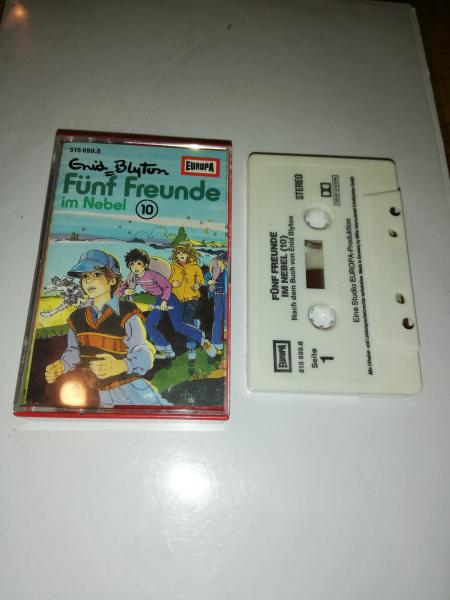 515 699.8
EUROPA
Enid Blyton
Fünf Freunde
im Nebel 10
STEREO
FÜNF FREUNDE
IM NEBEL (10)
Nach dem Buch von Enid Blyton
EUROPA
515 699.8
Seite
1
Eine Studio EUROPA-Produktion